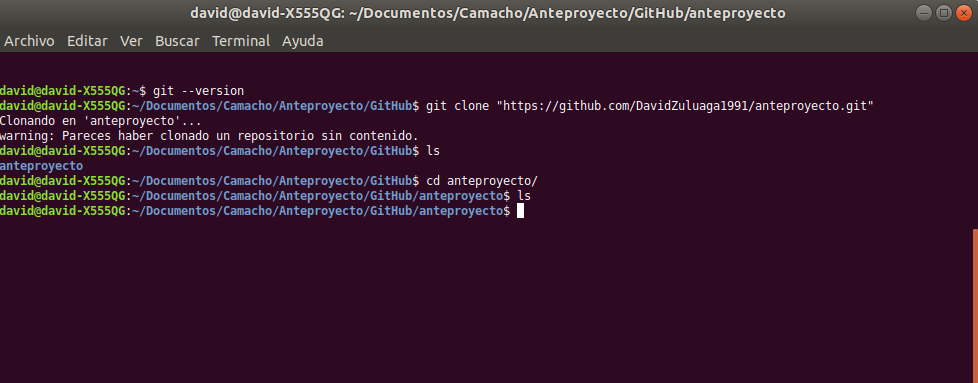 david@david-X555QG: ~/Documentos/Camacho/Anteproyecto/GitHub/anteproyecto
Archivo Editar Ver Buscar Terminal Ayuda
david@david-X555QG:~$ git --version
david@david-X555QG:~/Documentos/Camacho/Anteproyecto/GitHub$ git clone "https://github.com/DavidZuluaga1991/anteproyecto.git"
Clonando en 'anteproyecto'...
warning: Pareces haber clonado un repositorio sin contenido.
david@david-X555QG:~/Documentos/Camacho/Anteproyecto/GitHub$ ls
anteproyecto
david@david-X555QG:~/Documentos/Camacho/Anteproyecto/GitHub$ cd anteproyecto/
david@david-X555QG:~/Documentos/Camacho/Anteproyecto/GitHub/anteproyecto$ ls
david@david-X555QG:~/Documentos/Camacho/Anteproyecto/GitHub/anteproyecto$